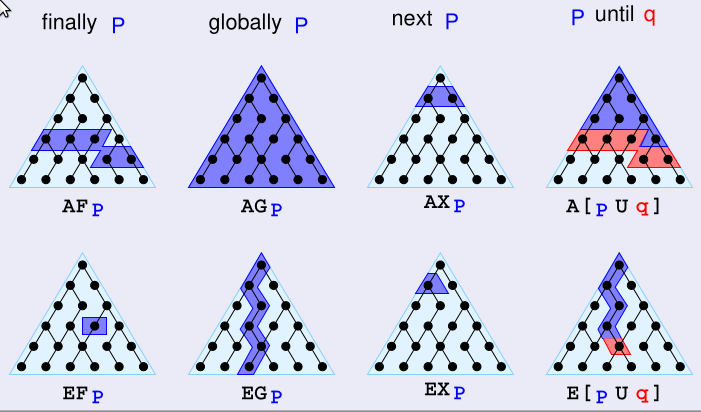 finally P globally P next P P until q
AF P AG P AX P A[ P U q ]
EF P EG P EX P E[ P U q ]